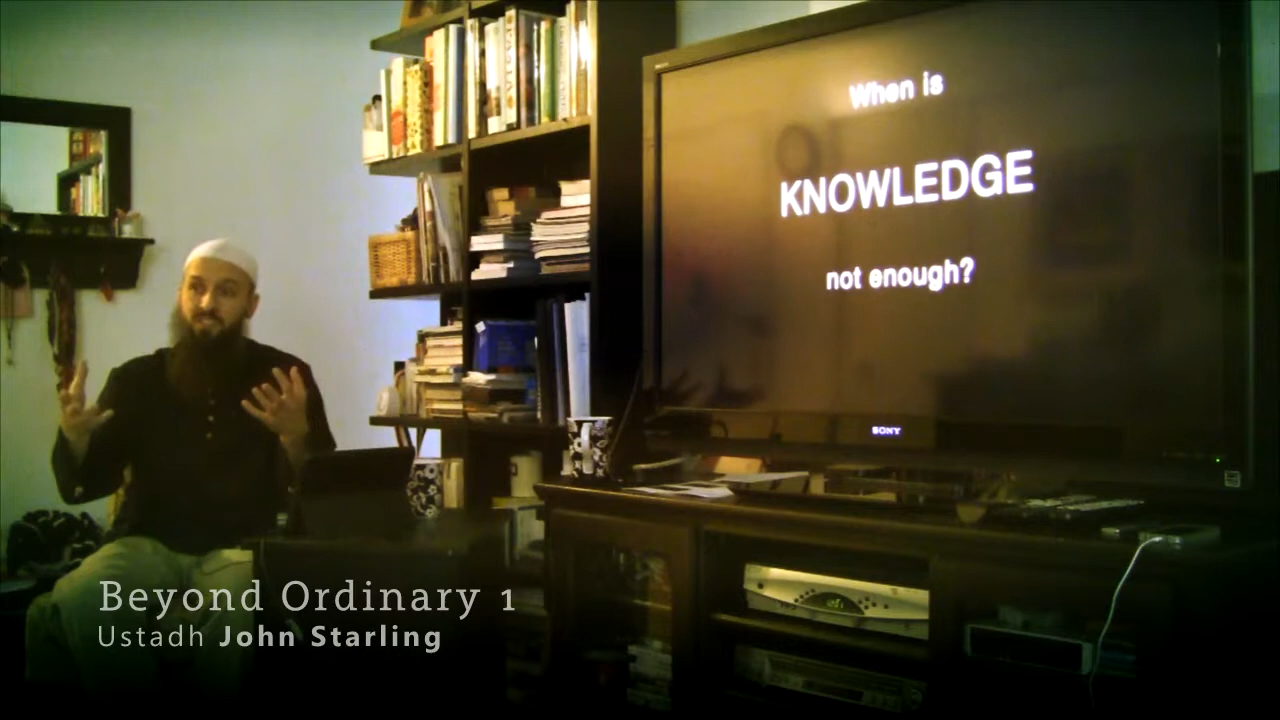 When is
KNOWLEDGE
not enough?
SONY
Beyond Ordinary 1
Ustadh John Starling